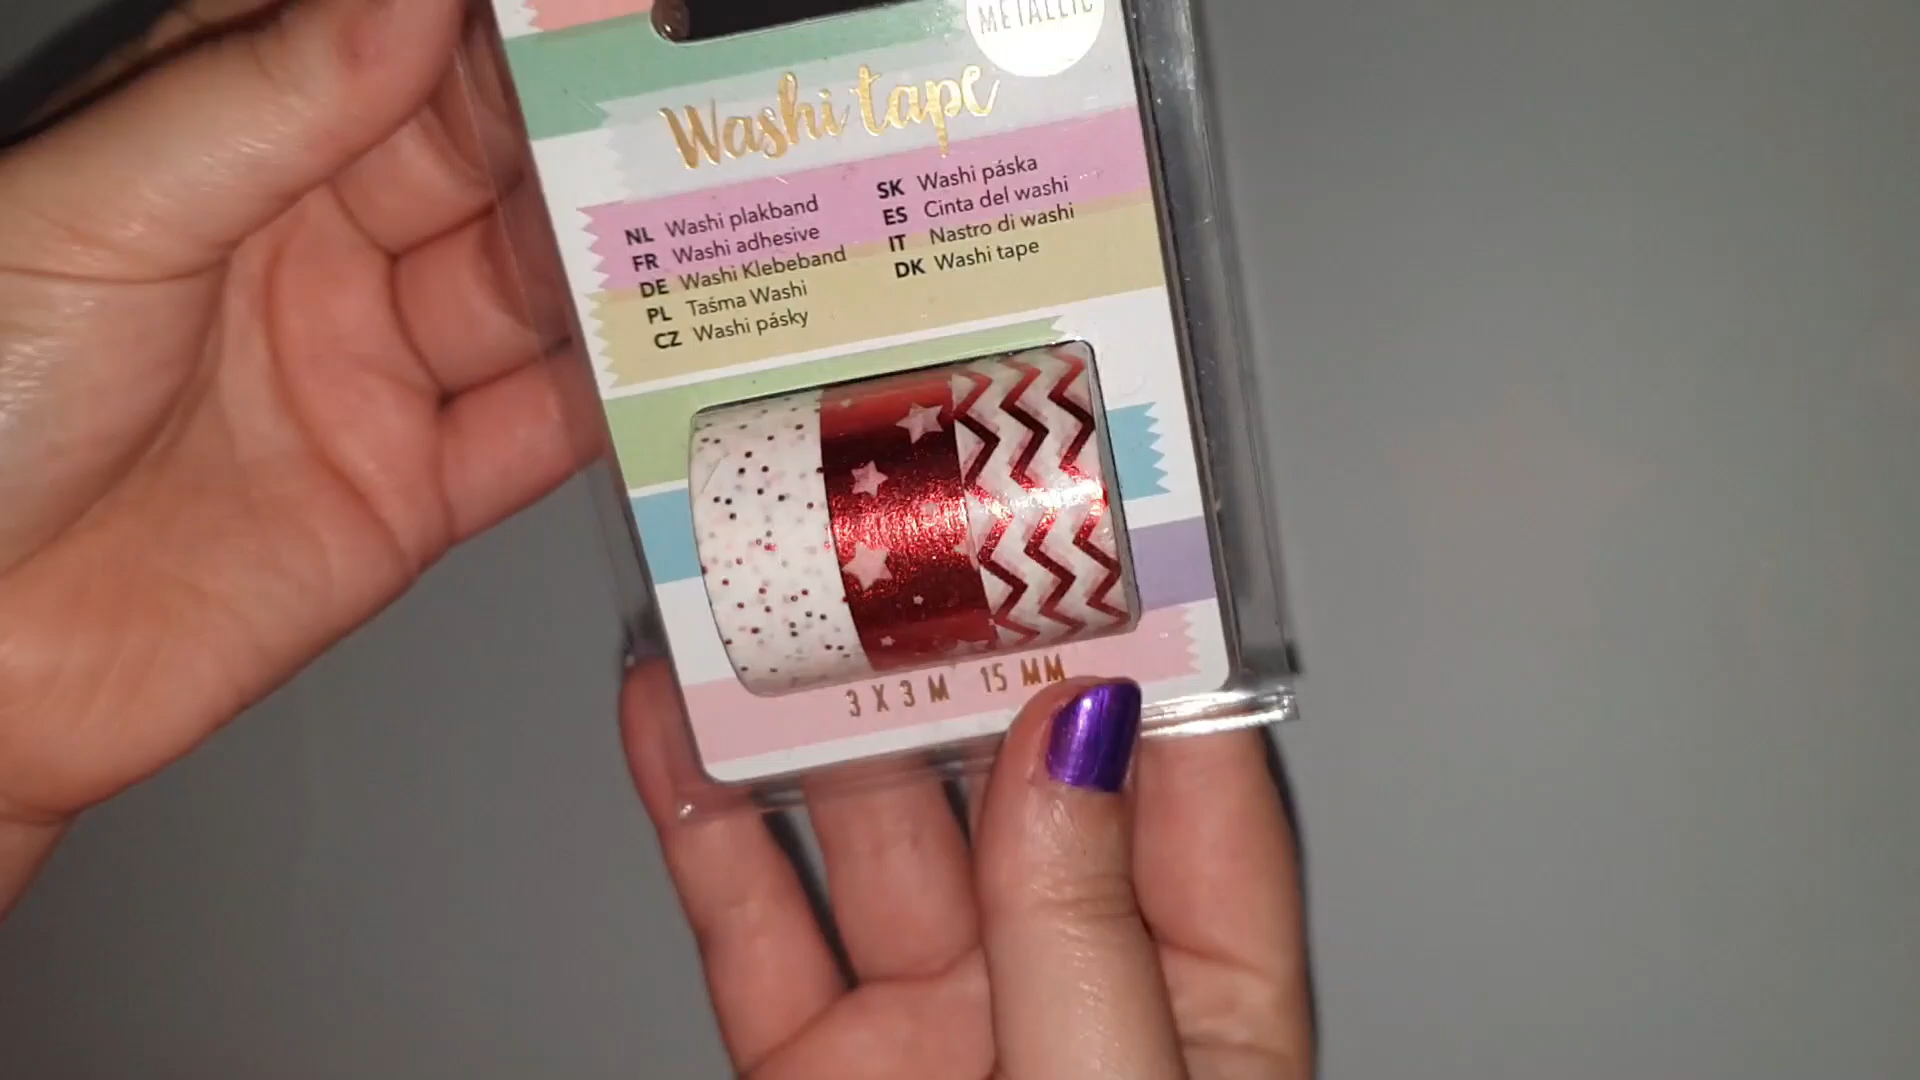 METALLIC
Washi tape
NL Washi plakband
FR Washi adhesive
DE Washi Klebeband
PL Taśma Washi
CZ Washi pásky
SK Washi páska
ES Cinta del washi
IT Nastro di washi
DK Washi tape
3 X 3 M 15 MM